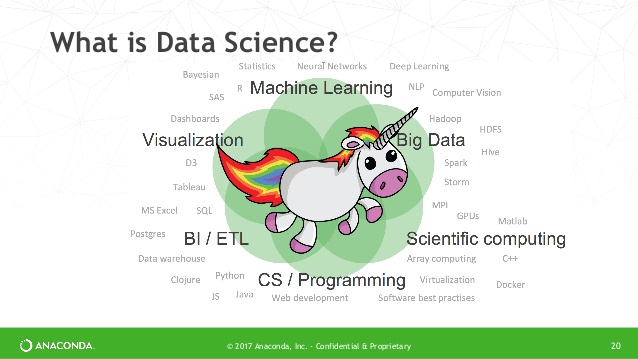 What is Data Science?
Statistics Neural Networks Deep Learning
Bayesian
R Machine Learning NLP Computer Vision
SAS
Dashboards Hadoop
HDFS
Visualization Big Data
Hive
D3 Spark
Tableau Storm
MS Excel SQL MPI
GPUs Matlab
Postgres BI / ETL Scientific computing
Data warehouse Array computing C++
Clojure Python CS / Programming Virtualization Docker
JS Java Web development Software best practises
ANACONDA. © 2017 Anaconda, Inc. - Confidential & Proprietary 20